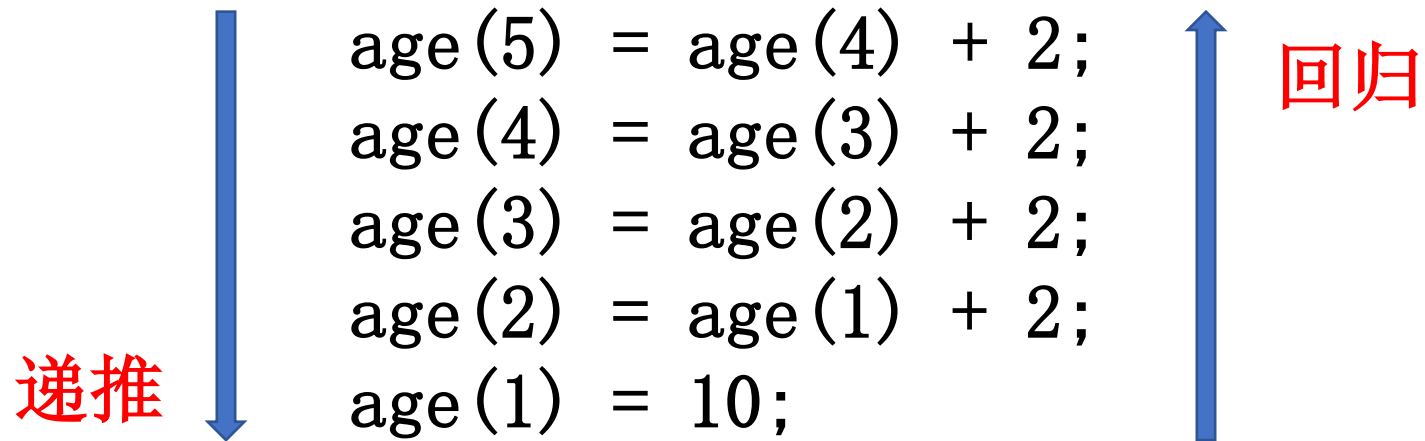 age(5) = age(4) + 2;
回归
age(4) = age(3) + 2;
age(3) = age(2) + 2;
age(2) = age(1) + 2;
递推
age(1) = 10;